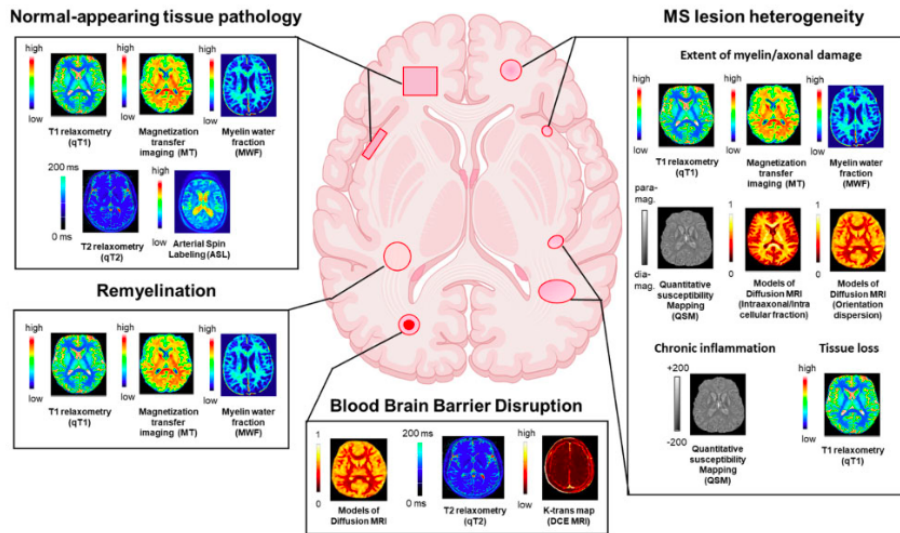 Normal-appearing tissue pathology
high
low
T1 relaxometry
(qT1)
high
low
Magnetization
transfer
imaging (MT)
high
low
Myelin water
fraction
(MWF)
200 ms
0 ms
T2 relaxometry
(qT2)
high
low
Arterial Spin
Labeling (ASL)
Remyelination
high
low
T1 relaxometry
(qT1)
high
low
Magnetization
transfer
imaging (MT)
high
low
Myelin water
fraction
(MWF)
Blood Brain Barrier Disruption
1
0
Models of
Diffusion MRI
200 ms
0 ms
T2 relaxometry
(qT2)
high
low
K-trans map
(DCE MRI)
MS lesion heterogeneity
Extent of myelin/axonal damage
high
low
T1 relaxometry
(qT1)
high
low
Magnetization
transfer
imaging (MT)
high
low
Myelin water
fraction
(MWF)
para-
mag.
dia-
mag.
Quantitative
susceptibility
Mapping
(QSM)
1
0
Models of
Diffusion MRI
(Intraaxonal/Intra
cellular fraction)
1
0
Models of
Diffusion MRI
(Orientation
dispersion)
Chronic inflammation
+200
-200
Quantitative
susceptibility
Mapping
(QSM)
Tissue loss
high
low
T1 relaxometry
(qT1)